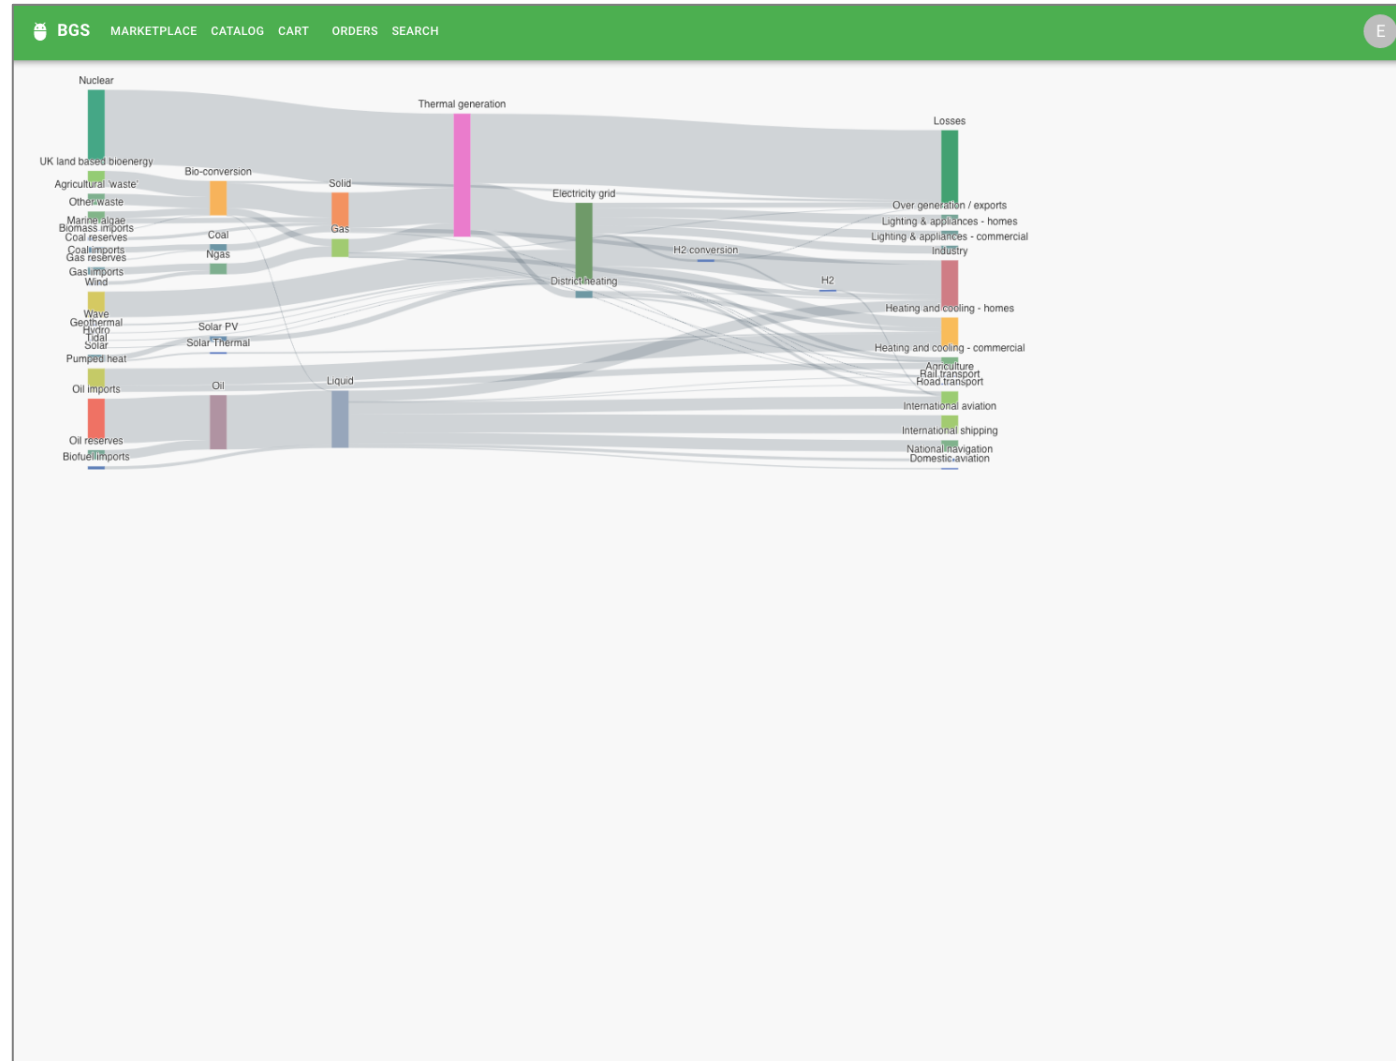 BGS MARKETPLACE CATALOG CART ORDERS SEARCH E
Nuclear
Thermal generation
Losses
UK land based bioenergy
Bio-conversion
Agricultural 'waste'
Solid
Electricity grid
Other waste
Over generation / exports
Marine algae
Lighting & appliances - homes
Biomass imports
Gas
Coal reserves
Coal
Lighting & appliances - commercial
Coal imports
H2 conversion
Industry
Gas reserves
Ngas
Gas imports
Wind
District heating
H2
Heating and cooling - homes
Wave
Geothermal
Solar PV
Hydro
Tidal
Solar
Solar Thermal
Heating and cooling - commercial
Pumped heat
Agriculture
Rail transport
Road transport
Oil imports
Oil
Liquid
International aviation
International shipping
Oil reserves
National navigation
Biofuel imports
Domestic aviation